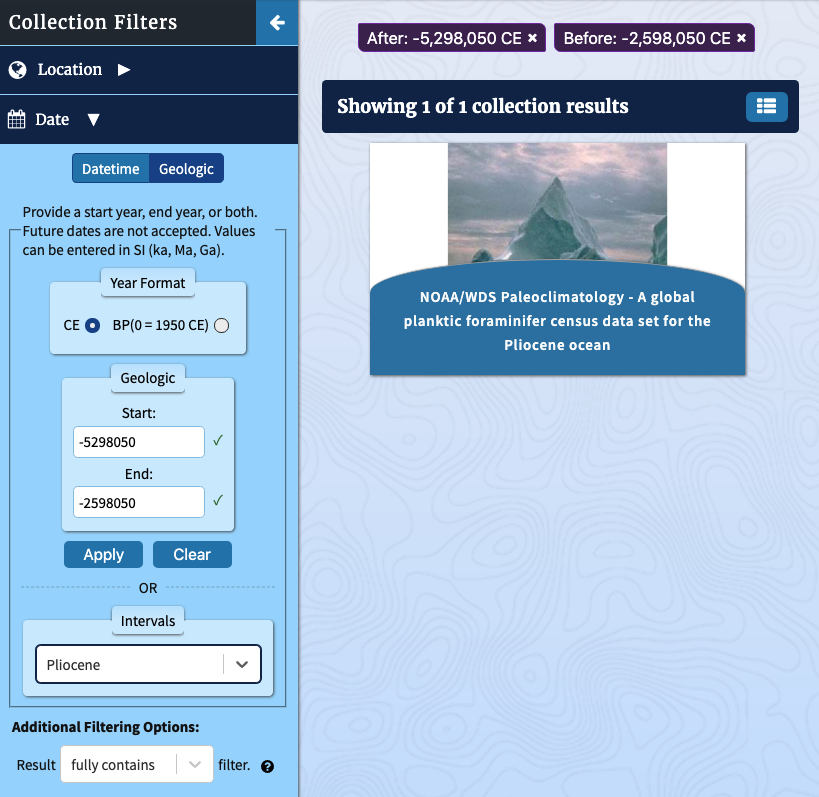 Collection Filters
Location
Date
Datetime Geologic
Provide a start year, end year, or both.
Future dates are not accepted. Values
can be entered in SI (ka, Ma, Ga).
Year Format
CE BP(0 = 1950 CE)
Geologic
Start:
-5298050 ✓
End:
-2598050 ✓
Apply Clear
OR
Intervals
Pliocene
Additional Filtering Options:
Result fully contains filter. ?
After: -5,298,050 CE × Before: -2,598,050 CE ×
Showing 1 of 1 collection results
NOAA/WDS Paleoclimatology - A global
planktic foraminifer census data set for the
Pliocene ocean